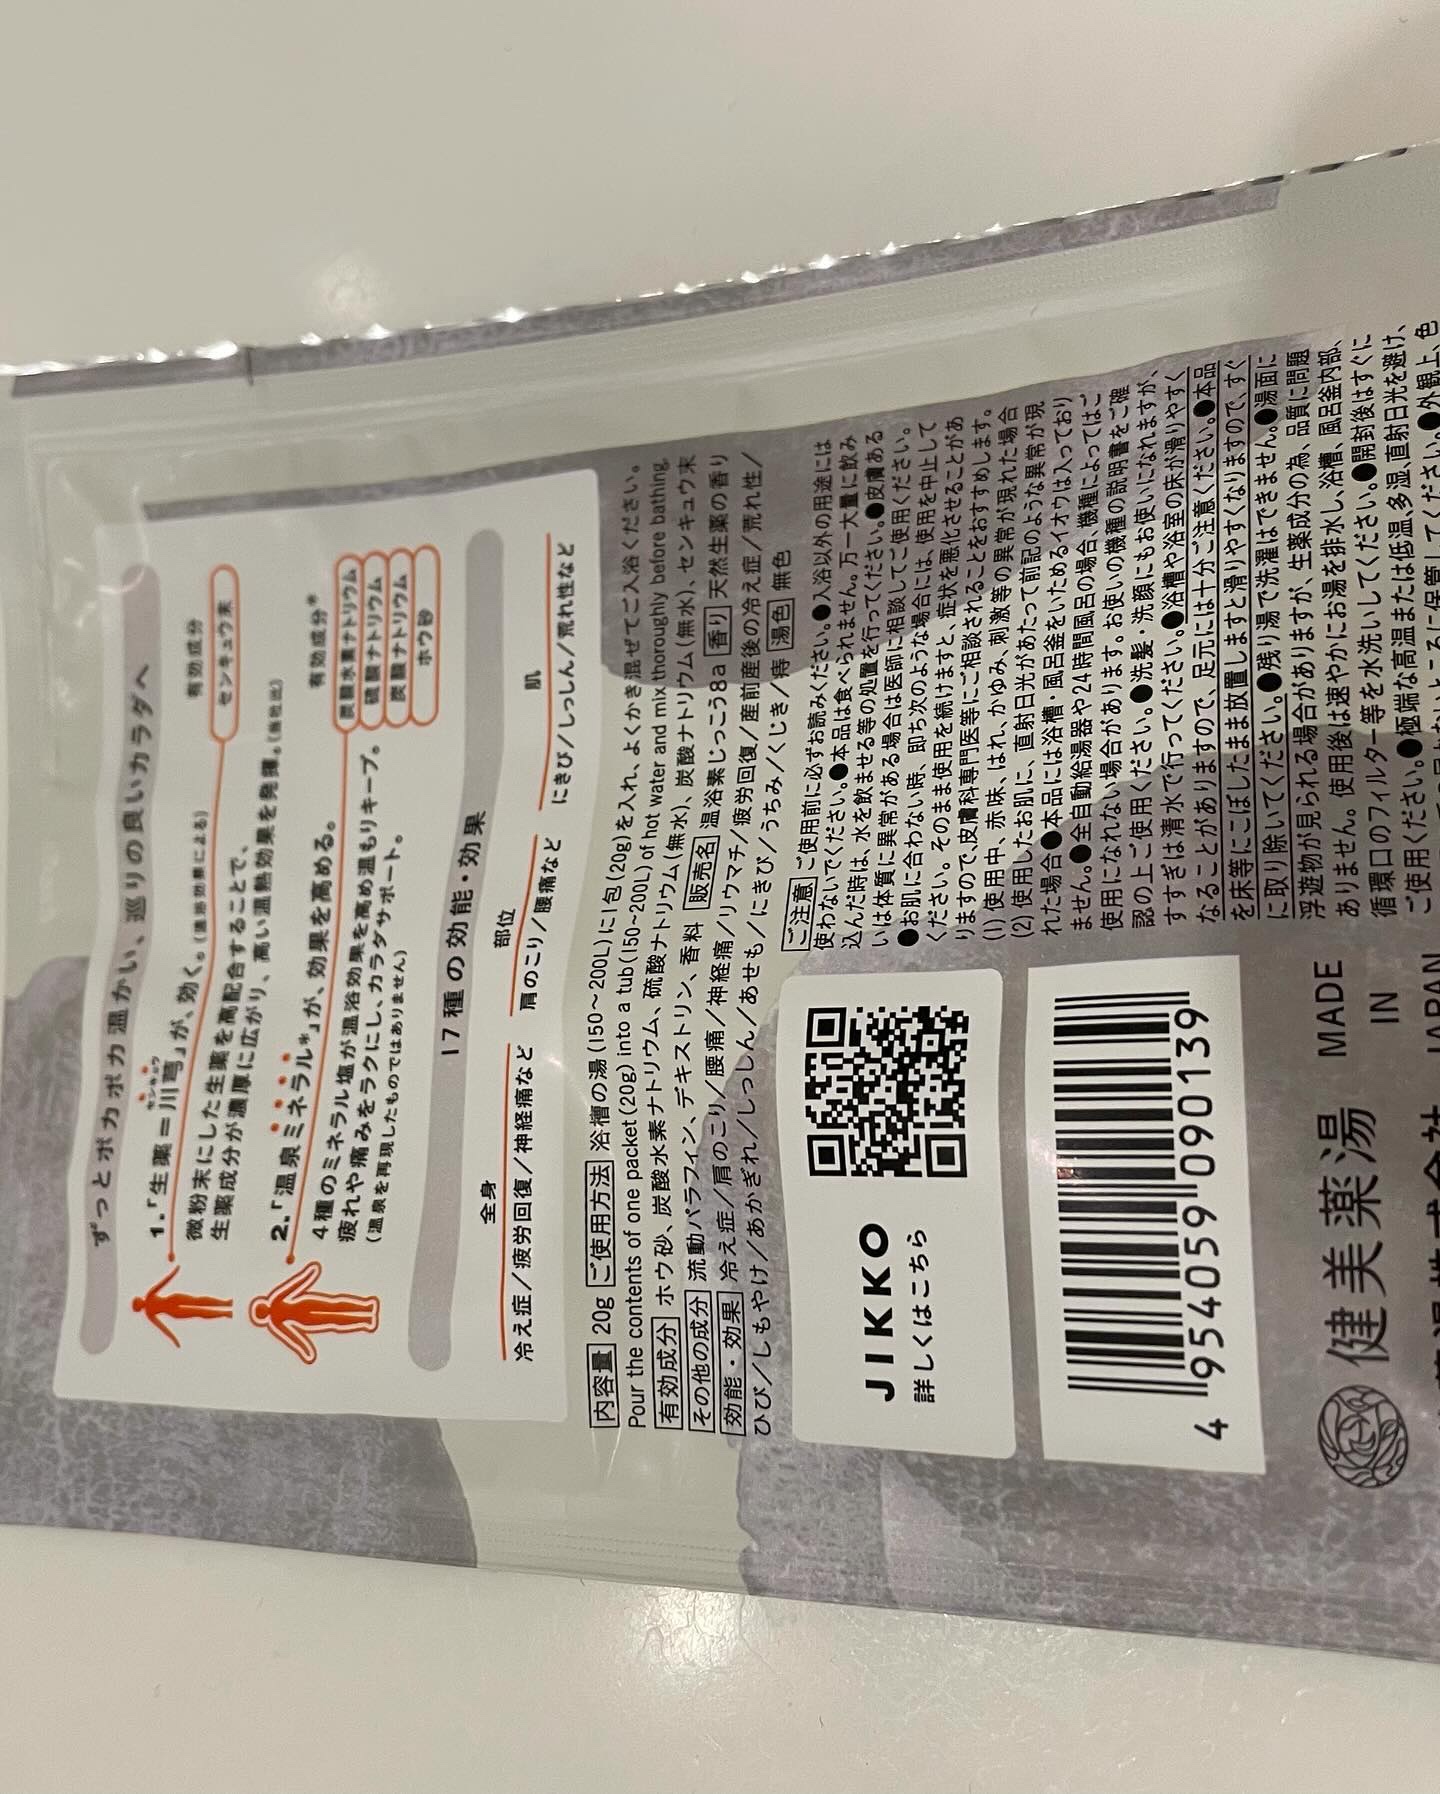 ずっとポカポカ温かい、巡りの良いカラダへ
1.「生薬=川芎」が、効く。(温浴効果による)
センキュウ
微粉末にした生薬を高配合することで、
生薬成分が濃厚に広がり、高い温熱効果を発揮。(当社比)
有効成分
センキュウ末
2.「温泉ミネラル*」が、効果を高める。
4種のミネラル塩が温浴効果を高め温もりキープ。
疲れや痛みをラクにし、カラダサポート。
(温泉を再現したものではありません)
有効成分*
炭酸水素ナトリウム
硫酸ナトリウム
炭酸ナトリウム
ホウ砂
17種の効能・効果
全身
冷え症/疲労回復/神経痛など
部位
肩のこり/腰痛など
肌
にきび/しっしん/荒れ性など
内容量 20g ご使用方法 浴槽の湯(150~200L)に1包(20g)を入れ、よくかき混ぜてご入浴ください。
Pour the contents of one packet (20g) into a tub (150~200L) of hot water and mix thoroughly before bathing.
有効成分 ホウ砂、炭酸水素ナトリウム、硫酸ナトリウム(無水)、炭酸ナトリウム(無水)、センキュウ末
その他の成分 流動パラフィン、デキストリン、香料 販売名 温浴素じっこう8a 香り 天然生薬の香り
効能・効果 冷え症/肩のこり/腰痛/神経痛/リウマチ/疲労回復/産前産後の冷え症/荒れ性/
ひび/しもやけ/あかぎれ/しっしん/あせも/にきび/うちみ/くじき/痔 湯色 無色
JIKKO
詳しくはこちら
4 954059 090139
ご注意 ご使用前に必ずお読みください。●入浴以外の用途には
使わないでください。●本品は食べられません。万一大量に飲み
込んだ時は、水を飲ませる等の処置を行ってください。●皮膚ある
いは体質に異常がある場合は医師に相談してご使用ください。
●お肌に合わない時、即ち次のような場合には、使用を中止して
ください。そのまま使用を続けますと、症状を悪化させることがあ
りますので、皮膚科専門医等にご相談されることをおすすめします。
(1)使用中、赤味、はれ、かゆみ、刺激等の異常が現れた場合
(2)使用したお肌に、直射日光があたって前記のような異常が現
れた場合●本品には浴槽・風呂釜をいためるイオウは入っており
ません。●全自動給湯器や24時間風呂の場合、機種によってはご
使用になれない場合があります。お使いの機種の説明書をご確
認の上ご使用ください。●洗髪・洗顔にもお使いになれますが、
すすぎは清水で行ってください。●浴槽や浴室の床が滑りやすく
なることがありますので、足元には十分ご注意ください。●本品
を床等にこぼしたまま放置しますと滑りやすくなりますので、すぐ
に取り除いてください。●残り湯で洗濯はできません。●湯面に
浮遊物が見られる場合がありますが、生薬成分の為、品質に問題
ありません。使用後は速やかにお湯を排水し、浴槽、風呂釜内部、
循環口のフィルター等を水洗いしてください。●開封後はすぐに
ご使用ください。●極端な高温または低温、多湿、直射日光を避け、
ところに保管してください。●外観上、色
健美薬湯
MADE
IN
JAPAN
株式会社